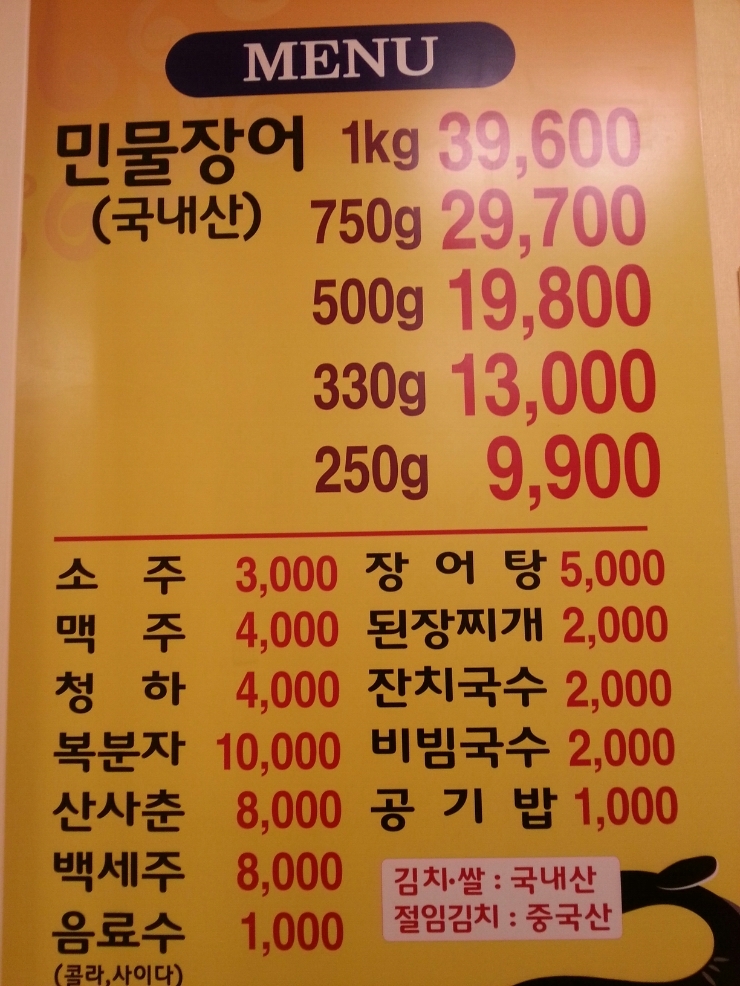 MENU
민물장어 1kg 39,600
(국내산) 750g 29,700
500g 19,800
330g 13,000
250g 9,900
소 주 3,000 장 어 탕 5,000
맥 주 4,000 된장찌개 2,000
청 하 4,000 잔치국수 2,000
복분자 10,000 비빔국수 2,000
산사춘 8,000 공 기 밥 1,000
백세주 8,000 김치·쌀 : 국내산
음료수 1,000 절임김치 : 중국산
(콜라,사이다)